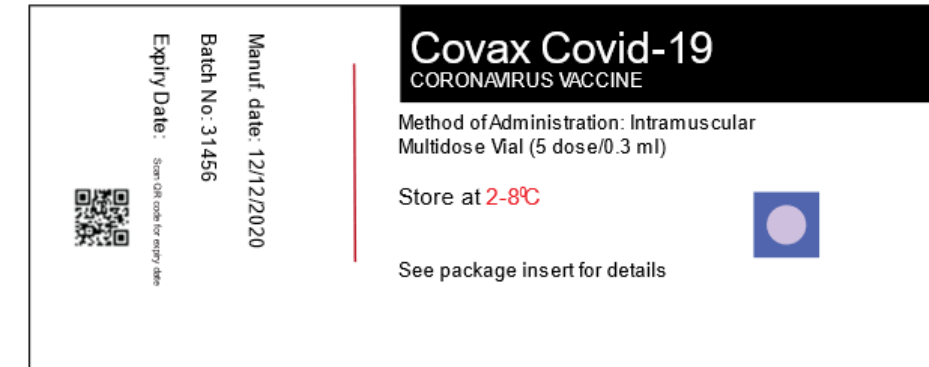 Covax Covid-19
CORONAVIRUS VACCINE
Method of Administration: Intramuscular
Multidose Vial (5 dose/0.3 ml)
Store at 2-8⁰C
See package insert for details
Manuf. date: 12/12/2020
Batch No: 31456
Expiry Date: Scan QR code for expiry date